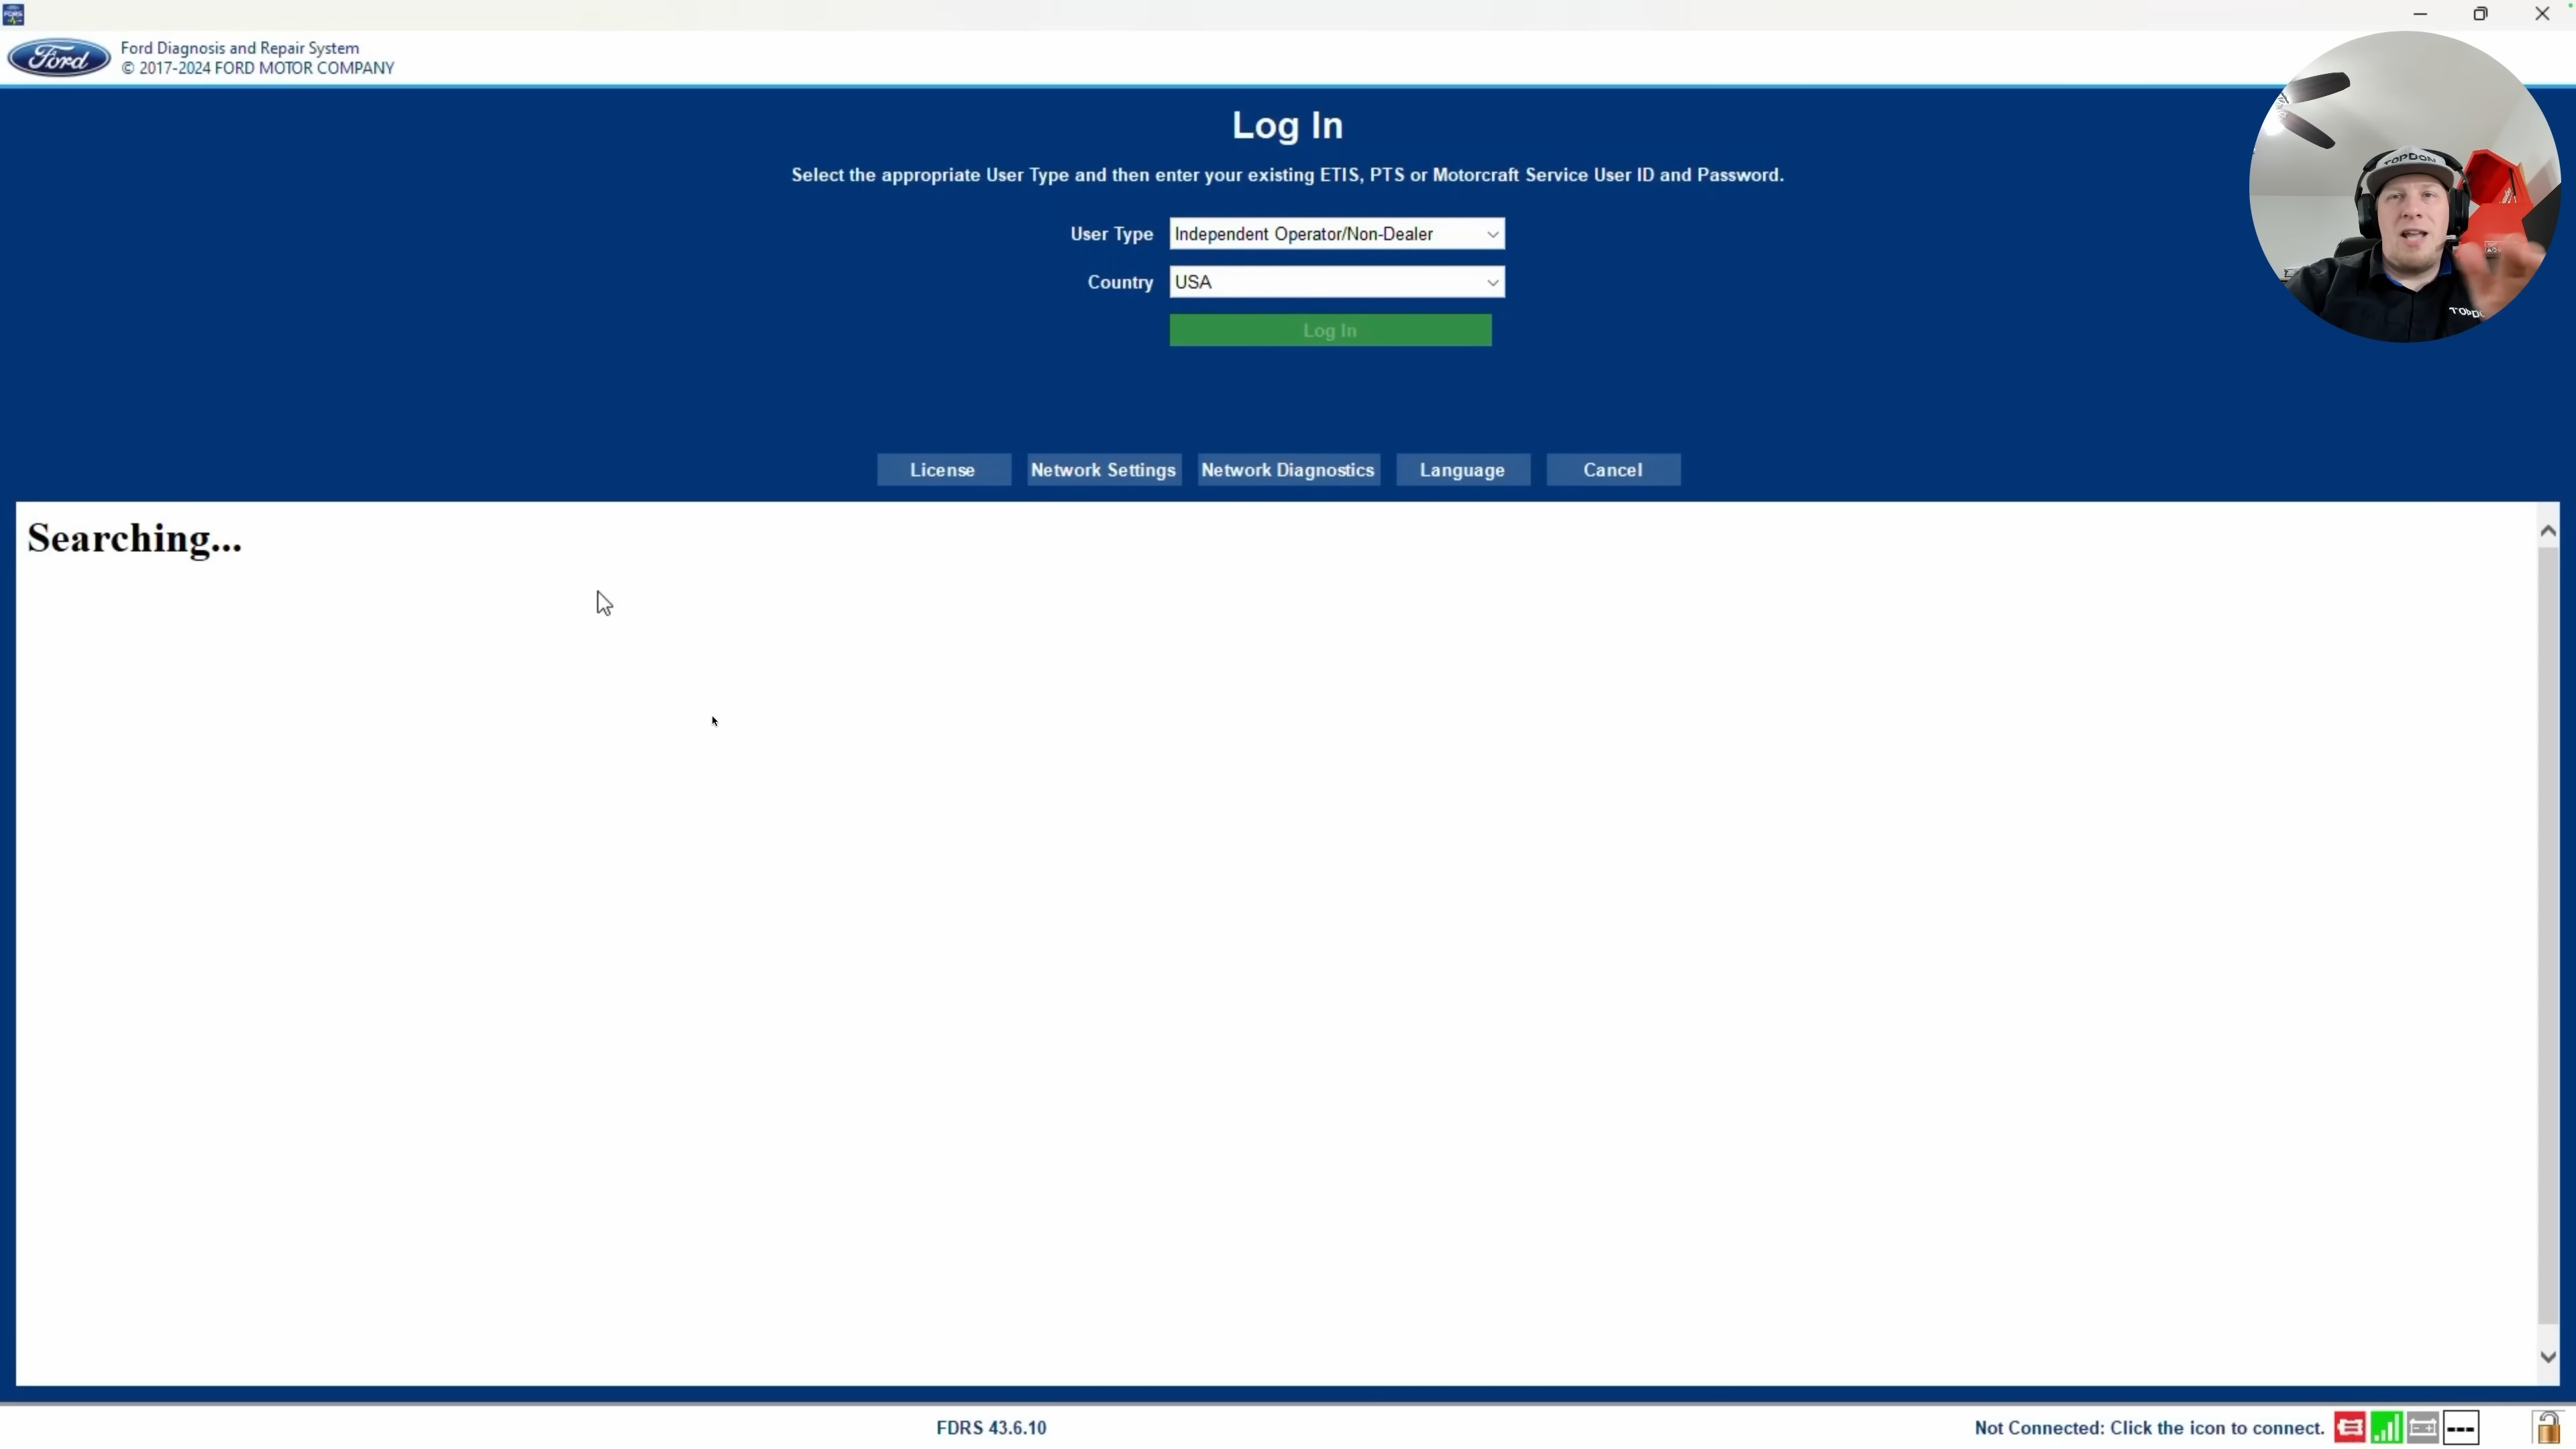 Ford
Ford Diagnosis and Repair System
© 2017-2024 FORD MOTOR COMPANY
Log In
Select the appropriate User Type and then enter your existing ETIS, PTS or Motorcraft Service User ID and Password.
User Type
Independent Operator/Non-Dealer
Country
USA
Log In
License
Network Settings
Network Diagnostics
Language
Cancel
Searching...
TOPDON
FDRS 43.6.10
Not Connected: Click the icon to connect.
---